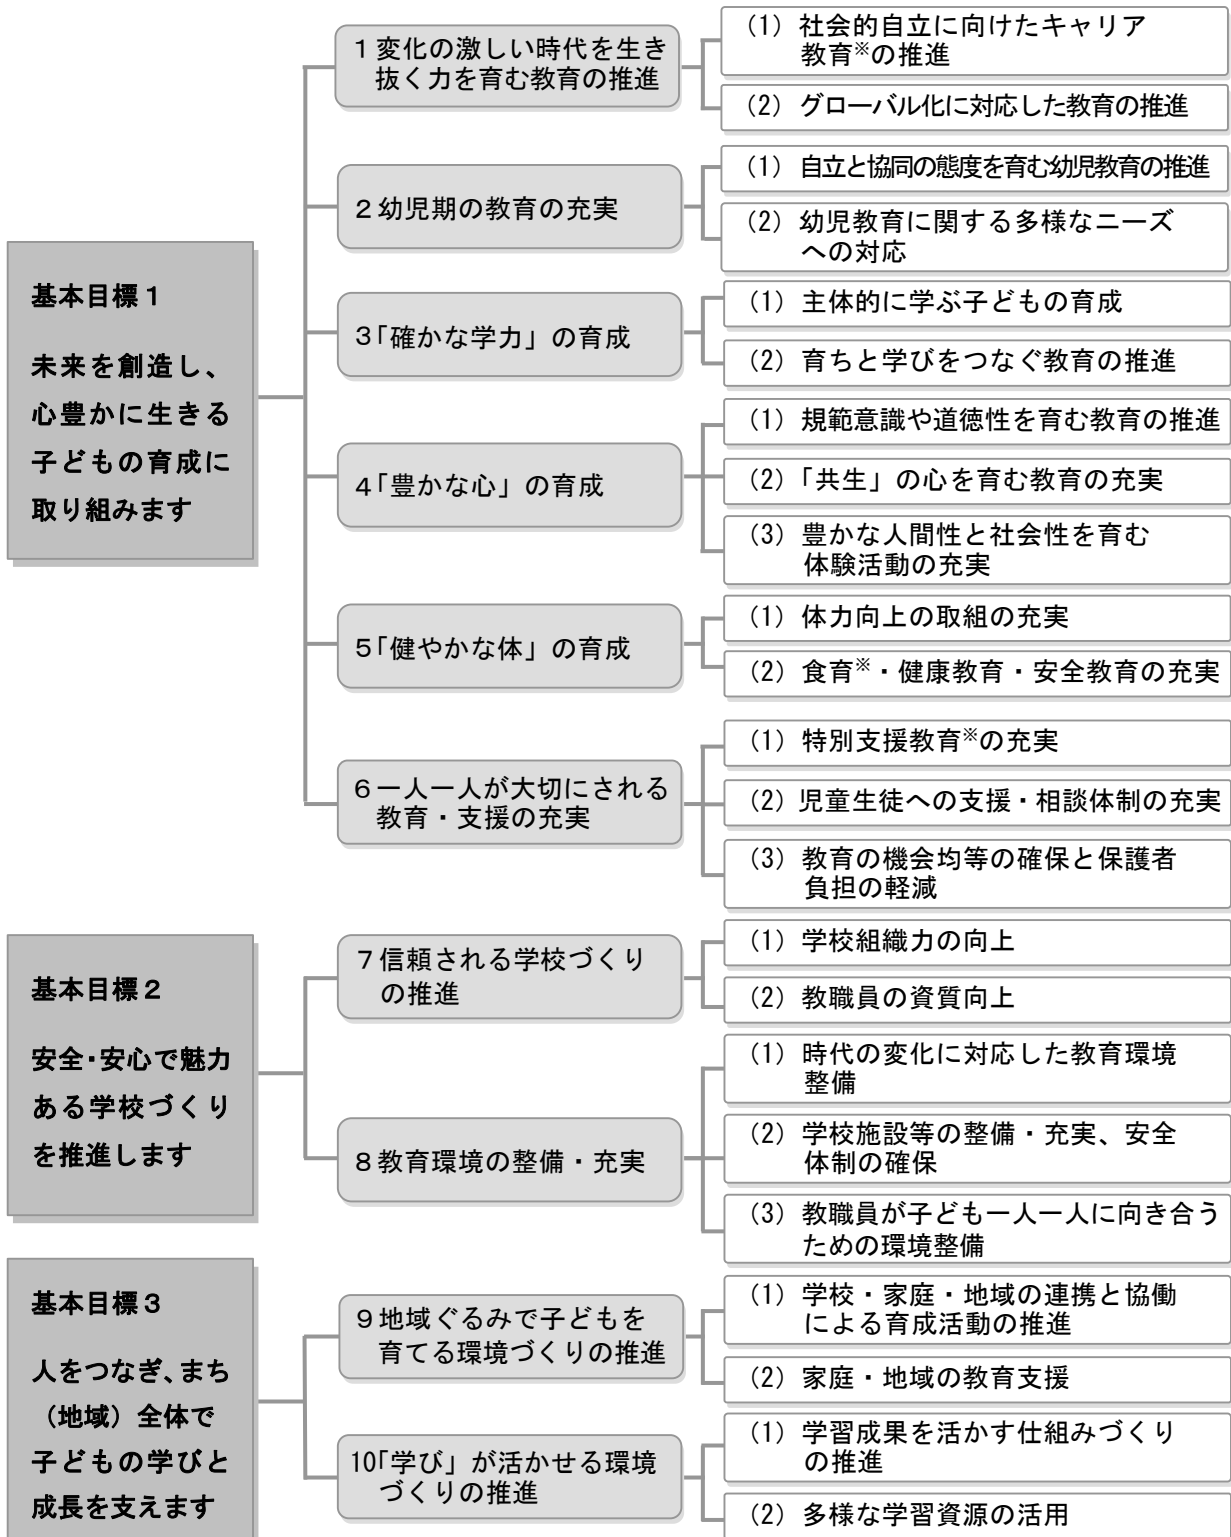 基本目標１
未来を創造し、
心豊かに生きる
子どもの育成に
取り組みます
１変化の激しい時代を生き
抜く力を育む教育の推進
(1) 社会的自立に向けたキャリア
教育※の推進
(2) グローバル化に対応した教育の推進
２幼児期の教育の充実
(1) 自立と協同の態度を育む幼児教育の推進
(2) 幼児教育に関する多様なニーズ
への対応
３「確かな学力」の育成
(1) 主体的に学ぶ子どもの育成
(2) 育ちと学びをつなぐ教育の推進
４「豊かな心」の育成
(1) 規範意識や道徳性を育む教育の推進
(2)「共生」の心を育む教育の充実
(3) 豊かな人間性と社会性を育む
体験活動の充実
５「健やかな体」の育成
(1) 体力向上の取組の充実
(2) 食育※・健康教育・安全教育の充実
６一人一人が大切にされる
教育・支援の充実
(1) 特別支援教育※の充実
(2) 児童生徒への支援・相談体制の充実
(3) 教育の機会均等の確保と保護者
負担の軽減
基本目標２
安全・安心で魅力
ある学校づくり
を推進します
７信頼される学校づくり
の推進
(1) 学校組織力の向上
(2) 教職員の資質向上
８教育環境の整備・充実
(1) 時代の変化に対応した教育環境
整備
(2) 学校施設等の整備・充実、安全
体制の確保
(3) 教職員が子ども一人一人に向き合う
ための環境整備
基本目標３
人をつなぎ、まち
（地域）全体で
子どもの学びと
成長を支えます
９地域ぐるみで子どもを
育てる環境づくりの推進
(1) 学校・家庭・地域の連携と協働
による育成活動の推進
(2) 家庭・地域の教育支援
10「学び」が活かせる環境
づくりの推進
(1) 学習成果を活かす仕組みづくり
の推進
(2) 多様な学習資源の活用